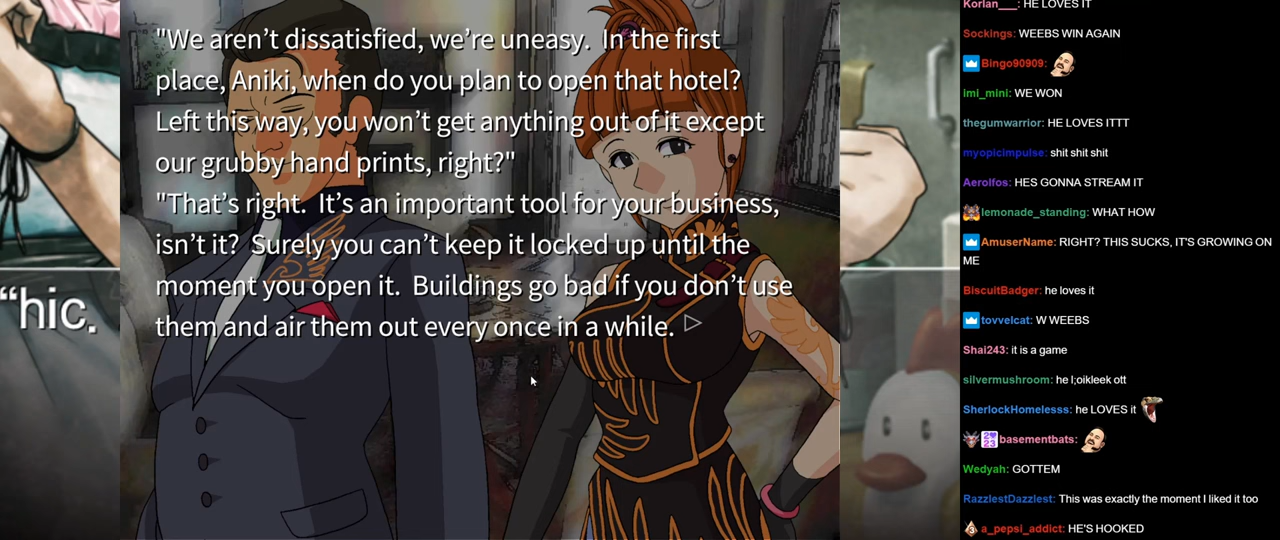 "We aren't dissatisfied, we're uneasy.  In the first
place, Aniki, when do you plan to open that hotel?
Left this way, you won't get anything out of it except
our grubby hand prints, right?"
"That's right.  It's an important tool for your business,
isn't it?  Surely you can't keep it locked up until the
moment you open it.  Buildings go bad if you don't use
them and air them out every once in a while.
“hic.
Korlan___: HE LOVES IT
Sockings: WEEBS WIN AGAIN
Bingo90909:
imi_mini: WE WON
thegumwarrior: HE LOVES ITTT
myopicimpulse: shit shit shit
Aerolfos: HES GONNA STREAM IT
lemonade_standing: WHAT HOW
AmuserName: RIGHT? THIS SUCKS, IT'S GROWING ON
ME
BiscuitBadger: he loves it
tovvelcat: W WEEBS
Shai243: it is a game
silvermushroom: he l;oikleek ott
SherlockHomelesss: he LOVES it
basementbats:
Wedyah: GOTTEM
RazzlestDazzlest: This was exactly the moment I liked it too
a_pepsi_addict: HE'S HOOKED